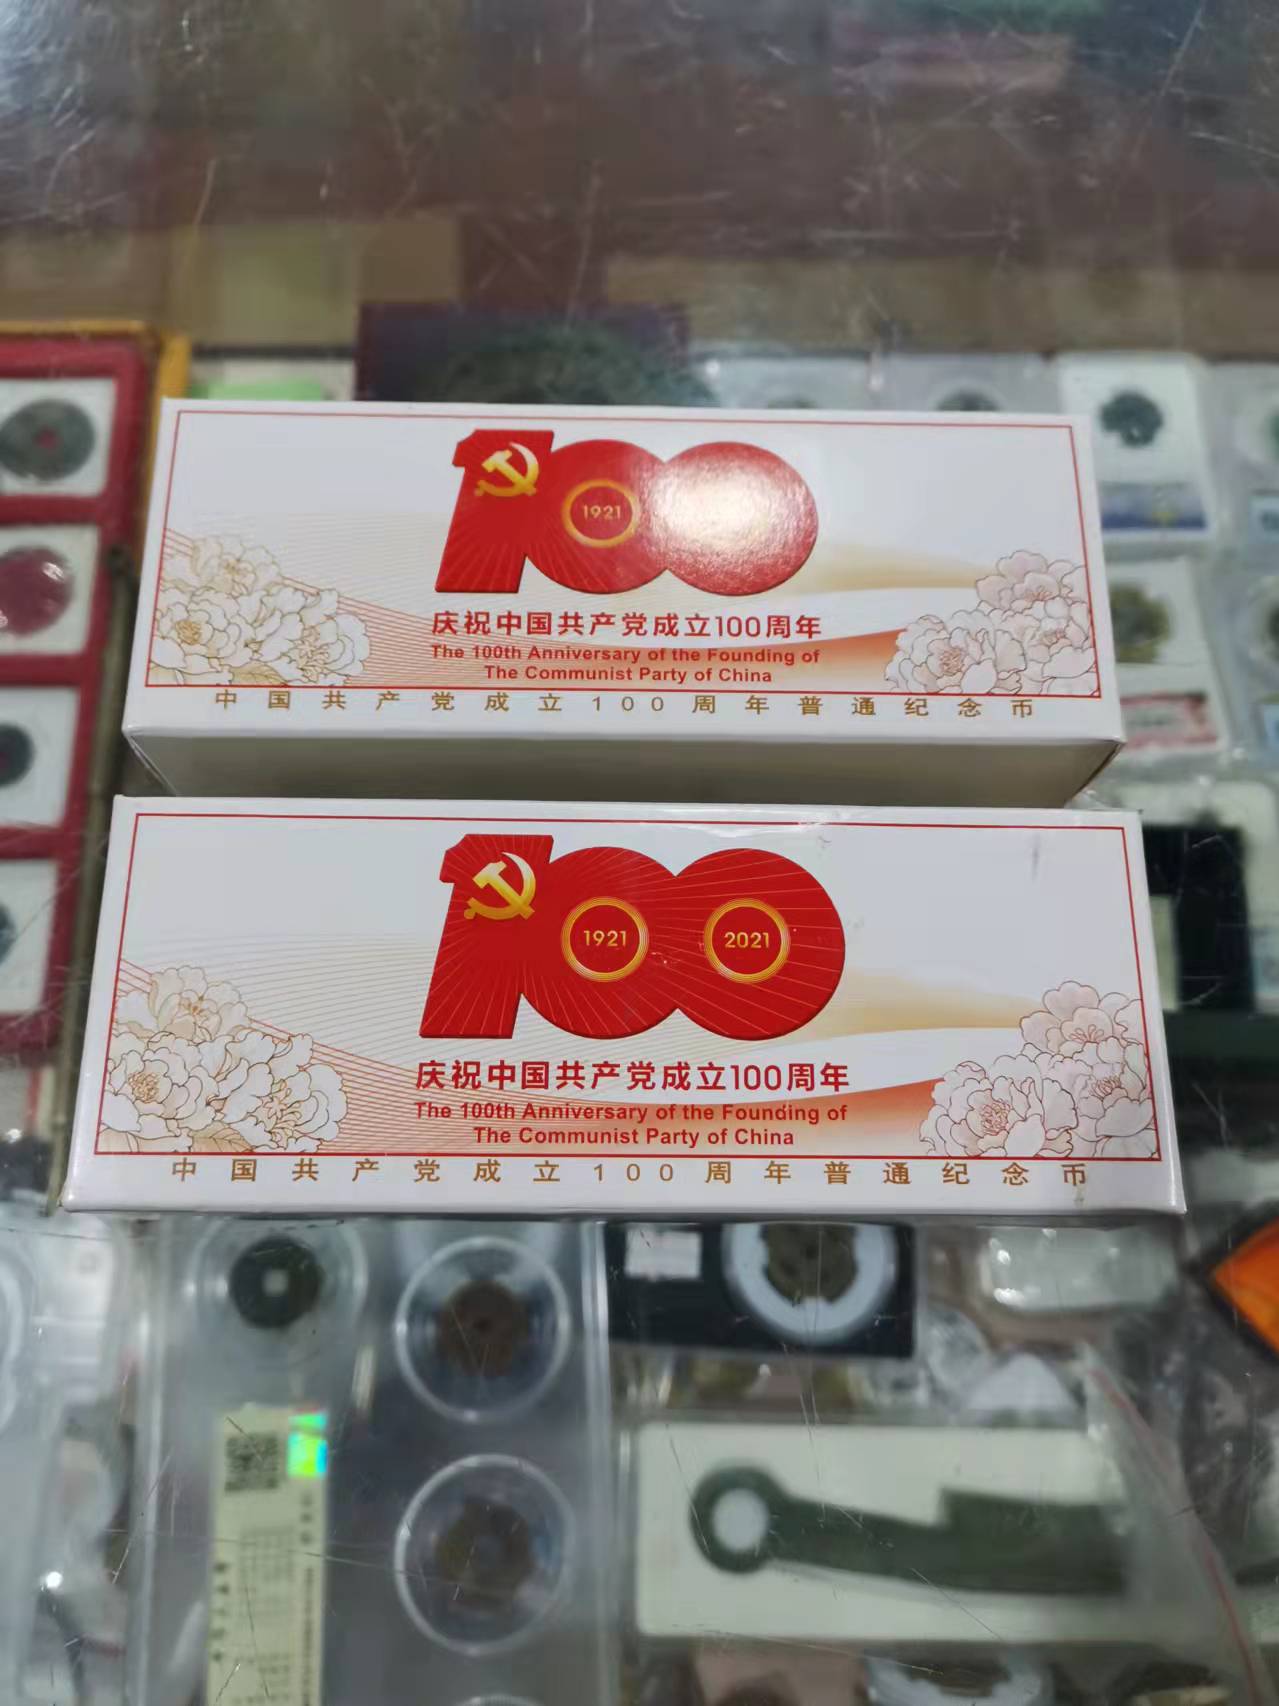 1921
庆祝中国共产党成立100周年
The 100th Anniversary of the Founding of
The Communist Party of China
中国共产党成立100周年普通纪念币
1921 2021
庆祝中国共产党成立100周年
The 100th Anniversary of the Founding of
The Communist Party of China
中国共产党成立100周年普通纪念币